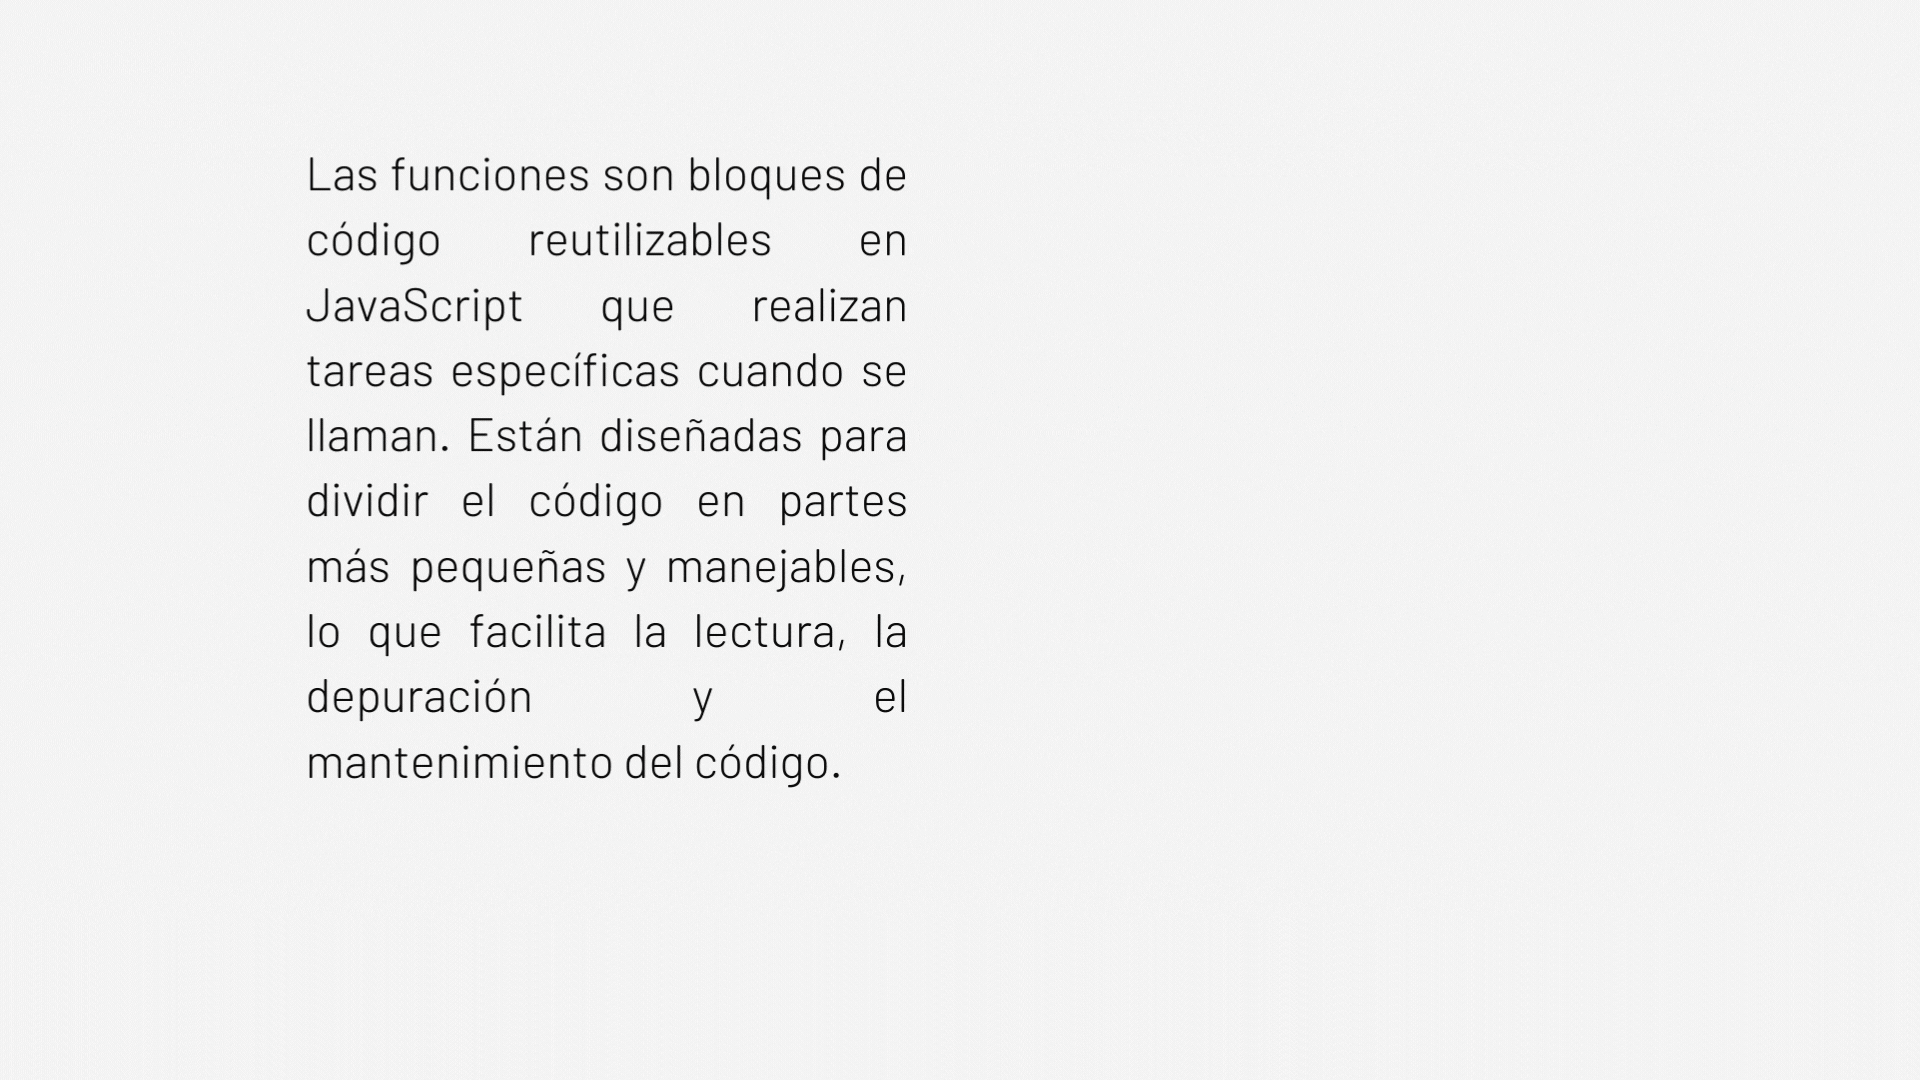 Las funciones son bloques de
código reutilizables en
JavaScript que realizan
tareas específicas cuando se
llaman. Están diseñadas para
dividir el código en partes
más pequeñas y manejables,
lo que facilita la lectura, la
depuración y el
mantenimiento del código.